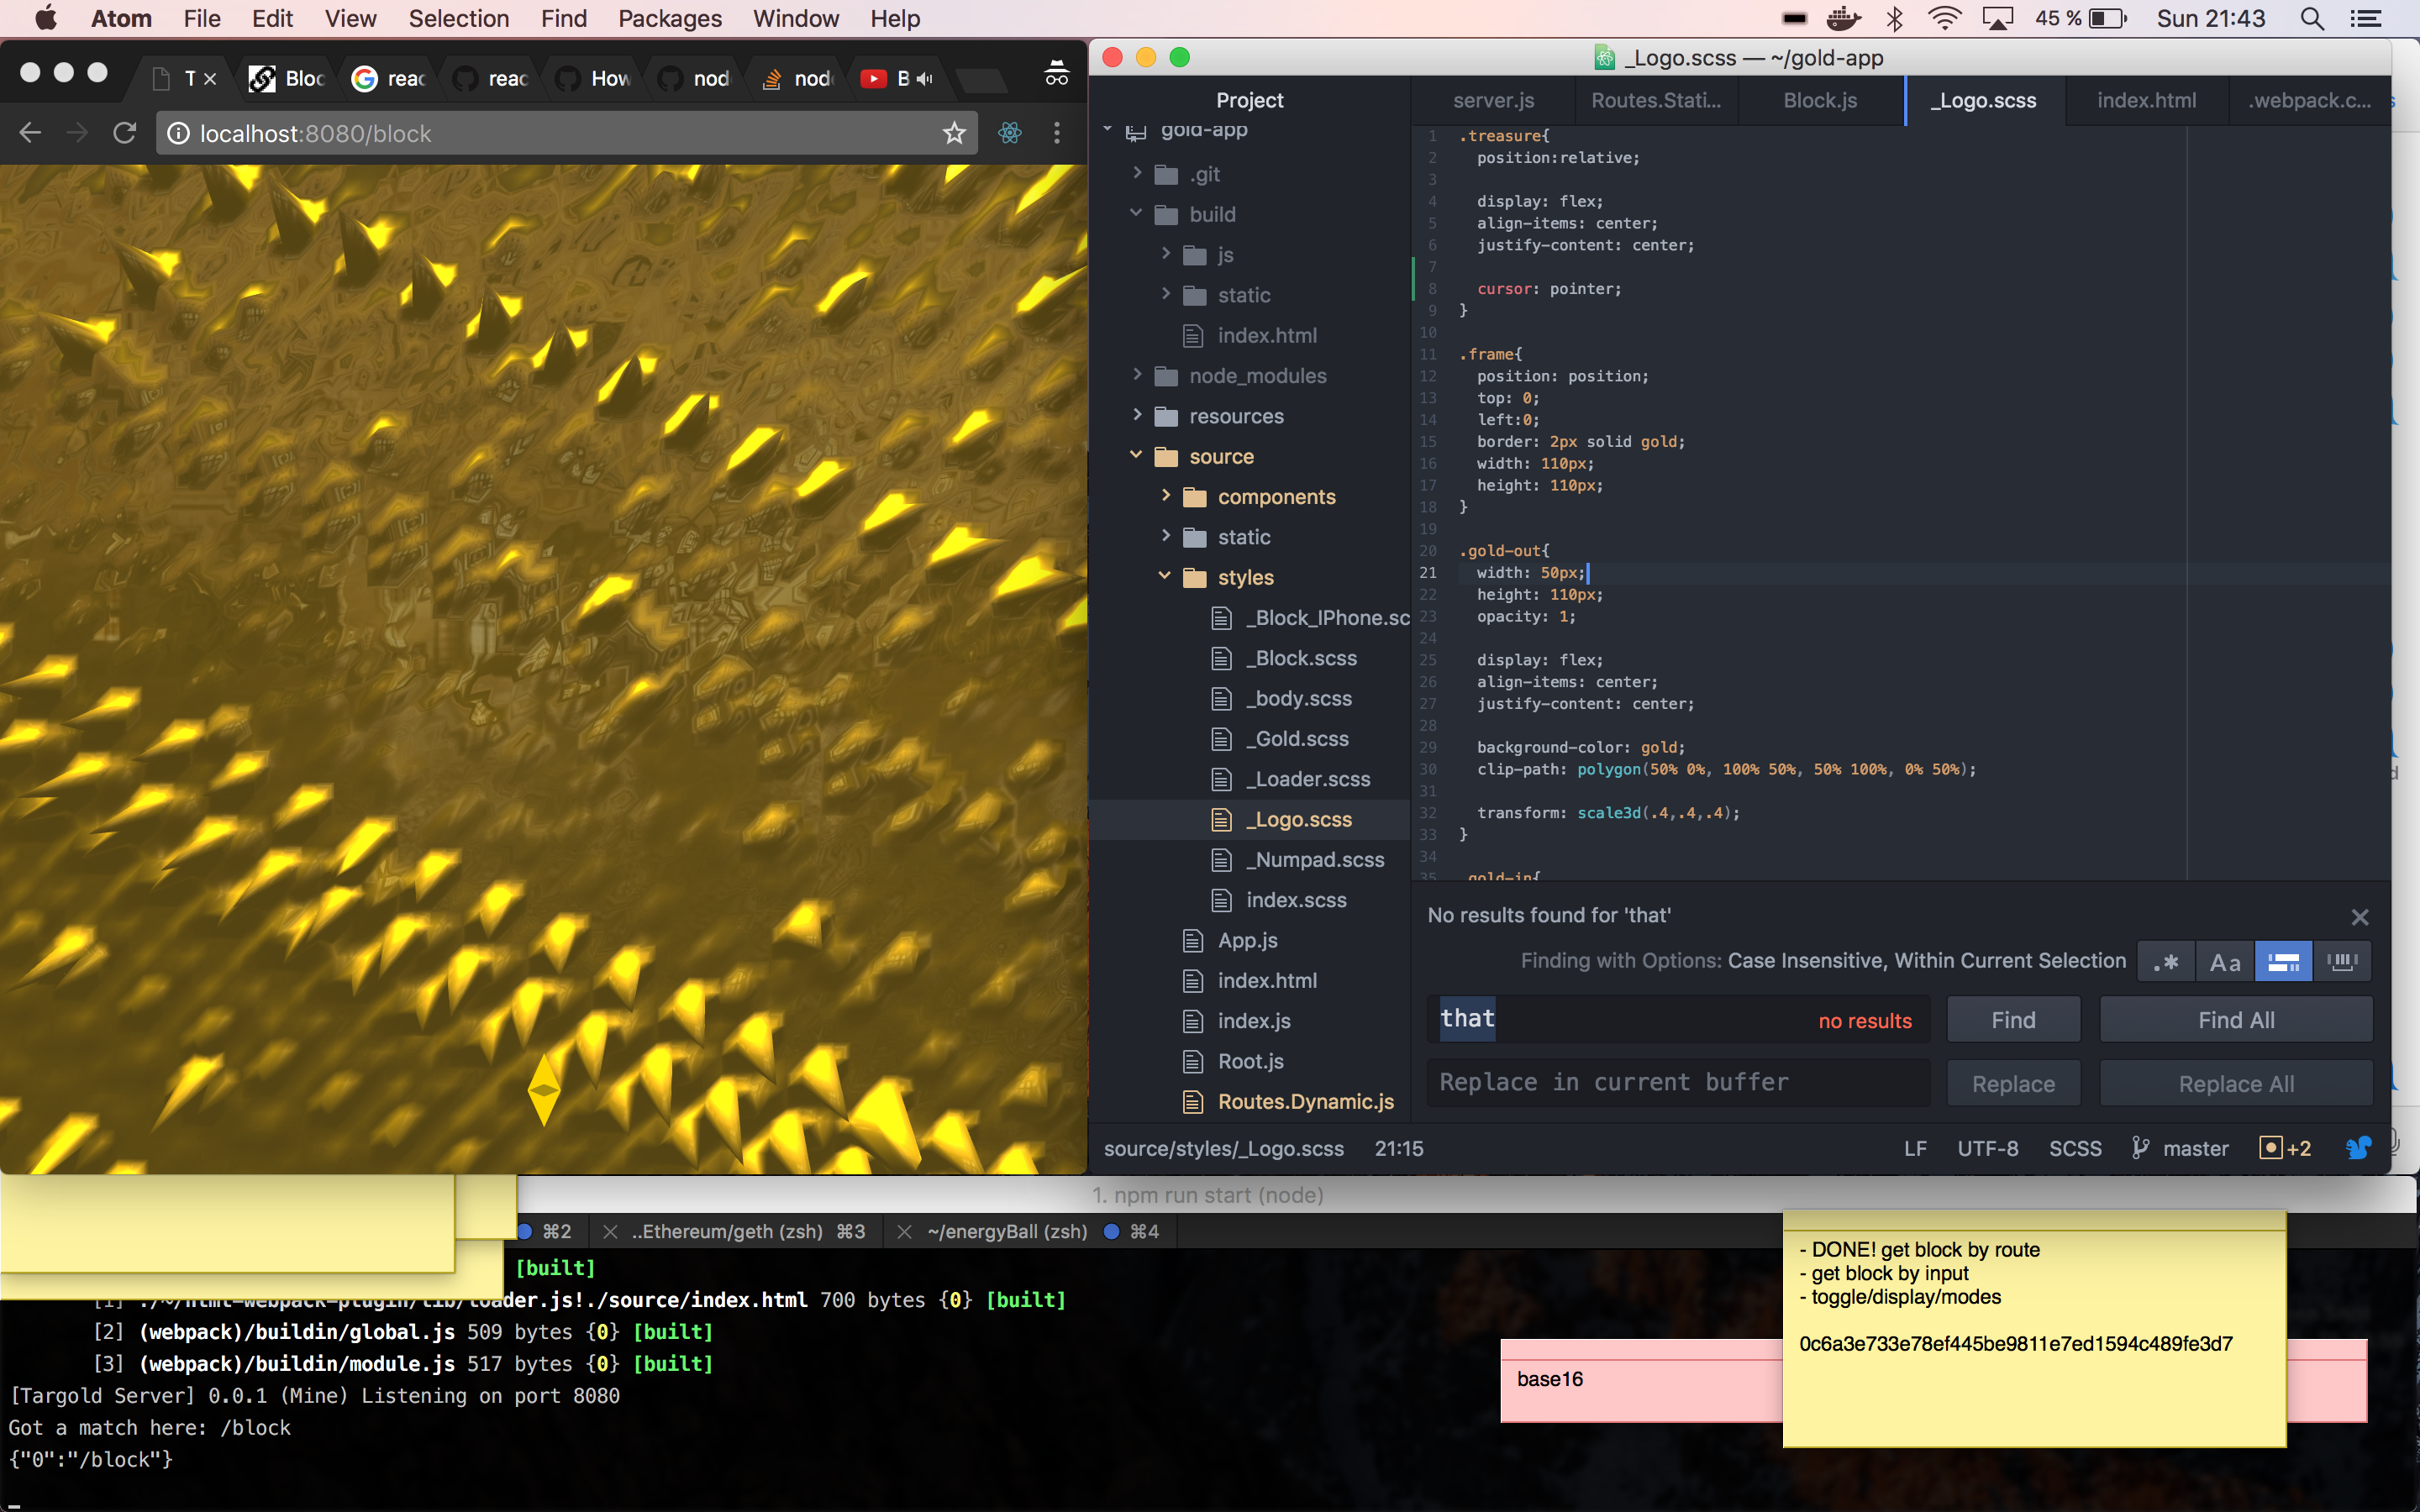 Atom File Edit View Selection Find Packages Window Help
45 % Sun 21:43
T Bloc reac reac How nod nod B
localhost:8080/block
_Logo.scss — ~/gold-app
Project
server.js Routes.Stati... Block.js _Logo.scss index.html .webpack.c...
gold-app
.git
build
js
static
index.html
node_modules
resources
source
components
static
styles
_Block_IPhone.sc
_Block.scss
_body.scss
_Gold.scss
_Loader.scss
_Logo.scss
_Numpad.scss
index.scss
App.js
index.html
index.js
Root.js
Routes.Dynamic.js
1 .treasure{
2 position:relative;
3
4 display: flex;
5 align-items: center;
6 justify-content: center;
7
8 cursor: pointer;
9 }
10
11 .frame{
12 position: position;
13 top: 0;
14 left:0;
15 border: 2px solid gold;
16 width: 110px;
17 height: 110px;
18 }
19
20 .gold-out{
21 width: 50px;
22 height: 110px;
23 opacity: 1;
24
25 display: flex;
26 align-items: center;
27 justify-content: center;
28
29 background-color: gold;
30 clip-path: polygon(50% 0%, 100% 50%, 50% 100%, 0% 50%);
31
32 transform: scale3d(.4,.4,.4);
33 }
34
35 .gold-in{
No results found for 'that'
Finding with Options: Case Insensitive, Within Current Selection
.* Aa
that no results Find Find All
Replace in current buffer Replace Replace All
source/styles/_Logo.scss 21:15 LF UTF-8 SCSS master +2
1. npm run start (node)
⌘2 ..Ethereum/geth (zsh) ⌘3 ~/energyBall (zsh) ⌘4
[built]
[1] ./~/html-webpack-plugin/lib/loader.js!./source/index.html 700 bytes {0} [built]
[2] (webpack)/buildin/global.js 509 bytes {0} [built]
[3] (webpack)/buildin/module.js 517 bytes {0} [built]
[Targold Server] 0.0.1 (Mine) Listening on port 8080
Got a match here: /block
{"0":"/block"}
base16
- DONE! get block by route
- get block by input
- toggle/display/modes
0c6a3e733e78ef445be9811e7ed1594c489fe3d7